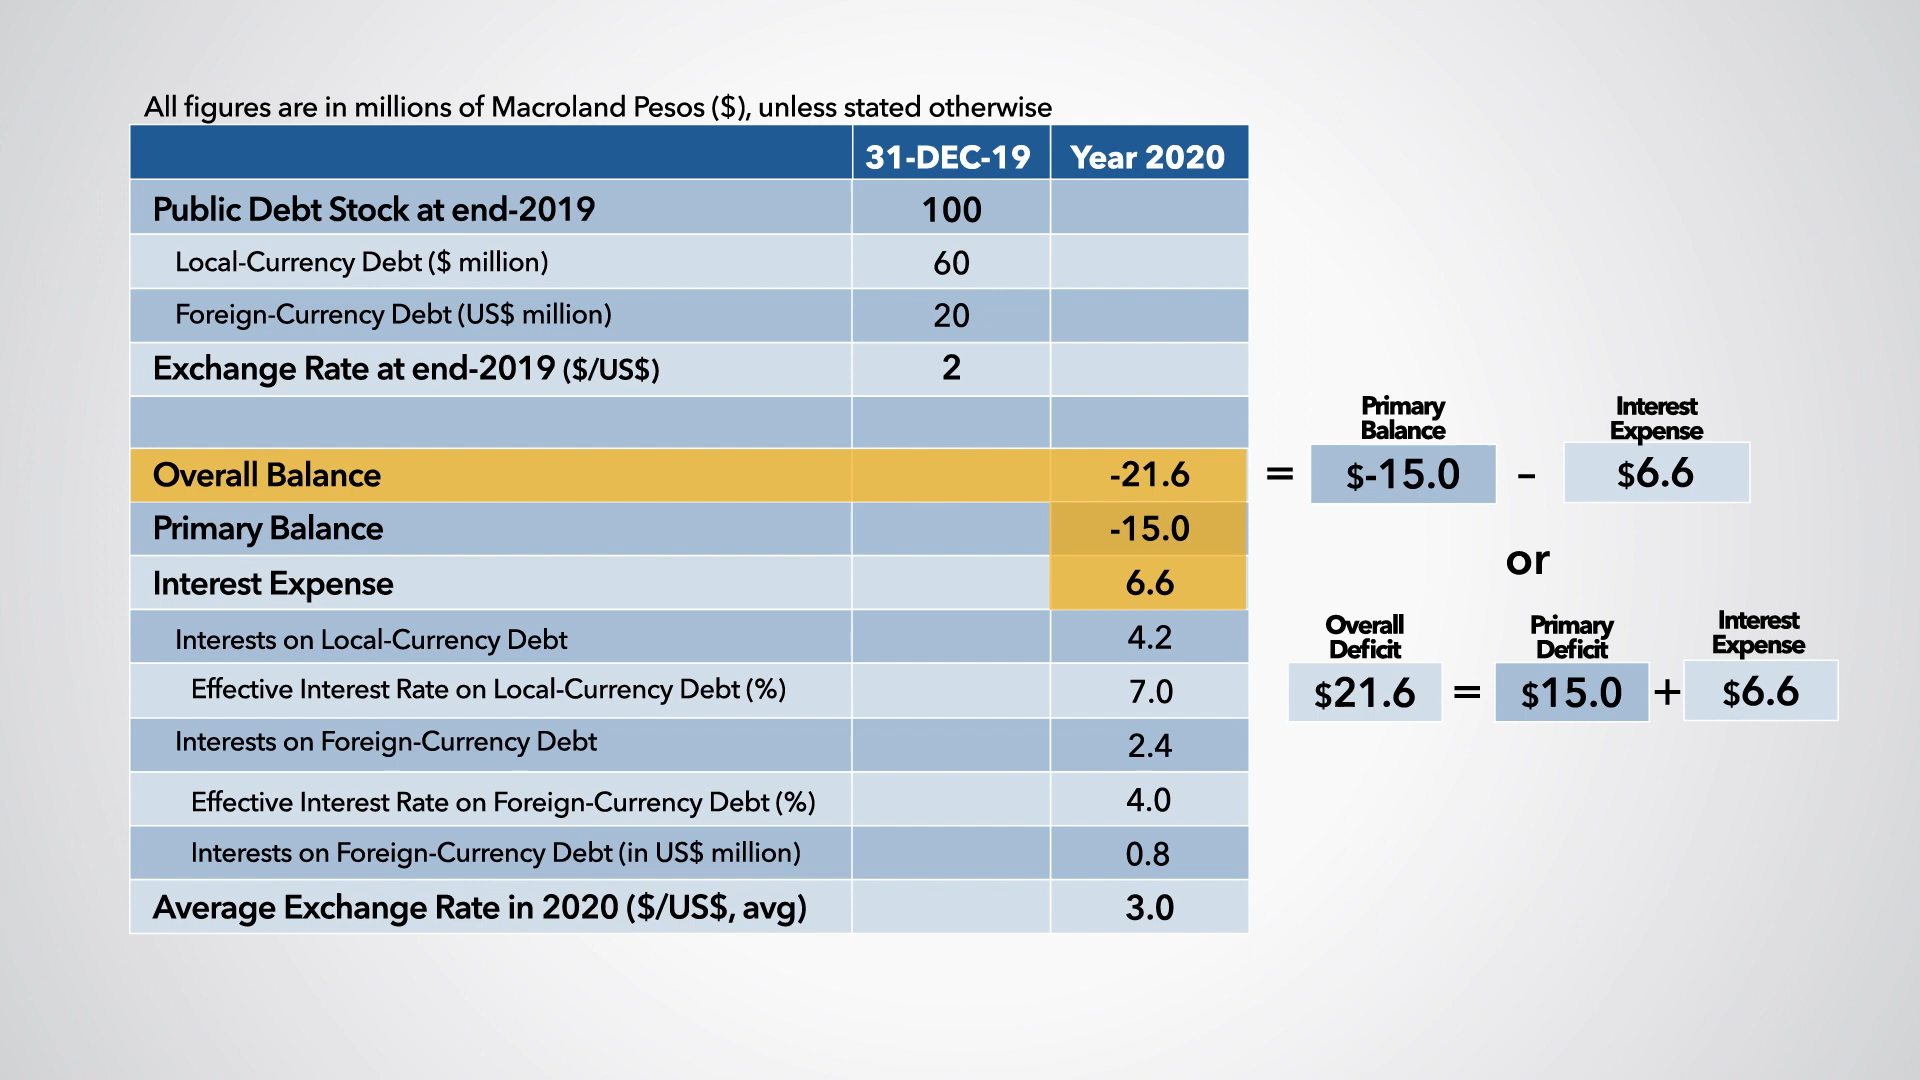 All figures are in millions of Macroland Pesos ($), unless stated otherwise
31-DEC-19 Year 2020
Public Debt Stock at end-2019 100
Local-Currency Debt ($ million) 60
Foreign-Currency Debt (US$ million) 20
Exchange Rate at end-2019 ($/US$) 2
Overall Balance -21.6
Primary Balance -15.0
Interest Expense 6.6
Interests on Local-Currency Debt 4.2
Effective Interest Rate on Local-Currency Debt (%) 7.0
Interests on Foreign-Currency Debt 2.4
Effective Interest Rate on Foreign-Currency Debt (%) 4.0
Interests on Foreign-Currency Debt (in US$ million) 0.8
Average Exchange Rate in 2020 ($/US$, avg) 3.0
Primary Interest
Balance Expense
= $-15.0 – $6.6
or
Overall Primary Interest
Deficit Deficit Expense
$21.6 = $15.0 + $6.6